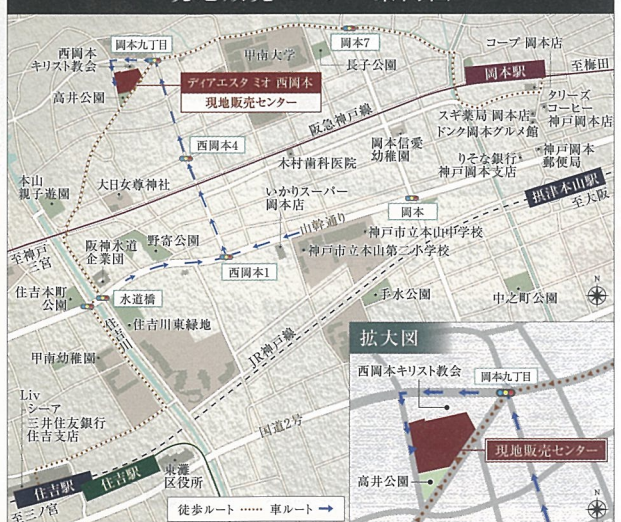 岡本九丁目
西岡本
キリスト教会
高井公園
甲南大学
岡本7
長子公園
コープ 岡本店
岡本駅
至梅田
ディアエスタ ミオ 西岡本
現地販売センター
阪急神戸線
スギ薬局 岡本店
ドンク岡本グルメ館
タリーズ
コーヒー
神戸岡本店
西岡本4
木村歯科医院
岡本信愛
幼稚園
りそな銀行
神戸岡本支店
神戸岡本
郵便局
摂津本山駅
至大阪
本山
親子遊園
大日女尊神社
いかりスーパー
岡本店
岡本
山幹通り
神戸市立本山中学校
神戸市立本山第二小学校
至神戸
三宮
阪神水道
企業団
野寄公園
西岡本1
住吉本町
公園
水道橋
住吉川
住吉川東緑地
手水公園
中之町公園
N
甲南幼稚園
JR神戸線
Liv
シーア
三井住友銀行
住吉支店
国道2号
東灘
区役所
住吉駅
住吉駅
至三ノ宮
徒歩ルート
車ルート
拡大図
西岡本キリスト教会
岡本九丁目
現地販売センター
高井公園
N